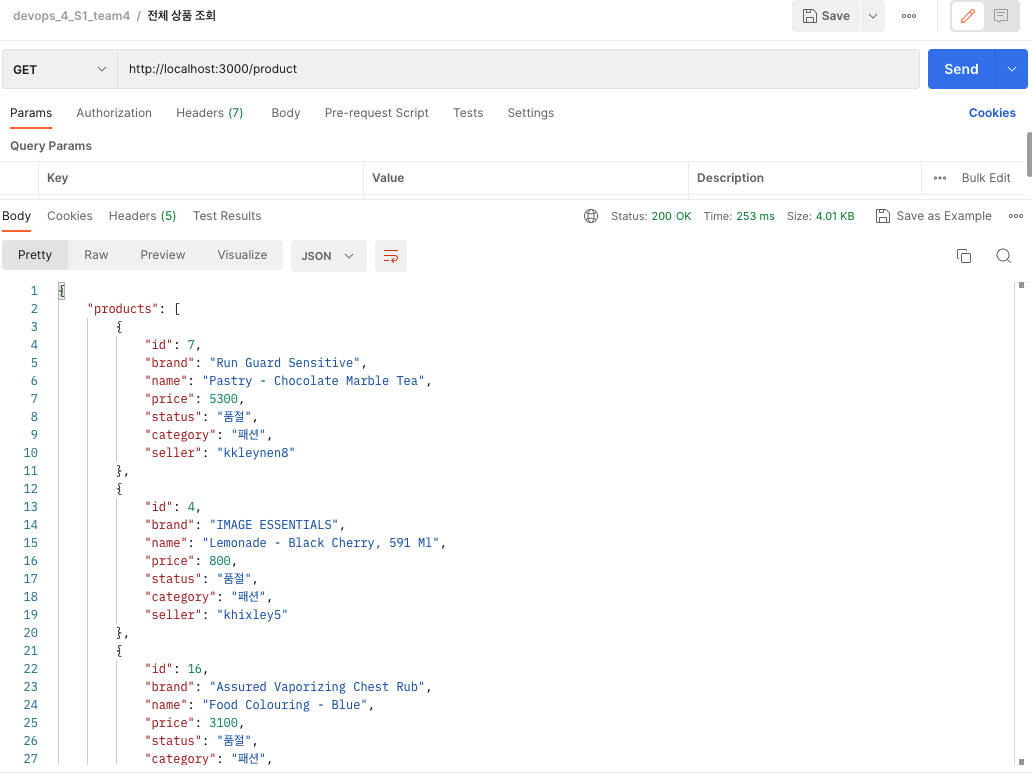 devops_4_S1_team4 / 전체 상품 조회
Save
GET http://localhost:3000/product Send
Params Authorization Headers (7) Body Pre-request Script Tests Settings Cookies
Query Params
Key Value Description Bulk Edit
Body Cookies Headers (5) Test Results Status: 200 OK Time: 253 ms Size: 4.01 KB Save as Example
Pretty Raw Preview Visualize JSON
1 {
2 "products": [
3 {
4 "id": 7,
5 "brand": "Run Guard Sensitive",
6 "name": "Pastry - Chocolate Marble Tea",
7 "price": 5300,
8 "status": "품절",
9 "category": "패션",
10 "seller": "kkleynen8"
11 },
12 {
13 "id": 4,
14 "brand": "IMAGE ESSENTIALS",
15 "name": "Lemonade - Black Cherry, 591 Ml",
16 "price": 800,
17 "status": "품절",
18 "category": "패션",
19 "seller": "khixley5"
20 },
21 {
22 "id": 16,
23 "brand": "Assured Vaporizing Chest Rub",
24 "name": "Food Colouring - Blue",
25 "price": 3100,
26 "status": "품절",
27 "category": "패션",